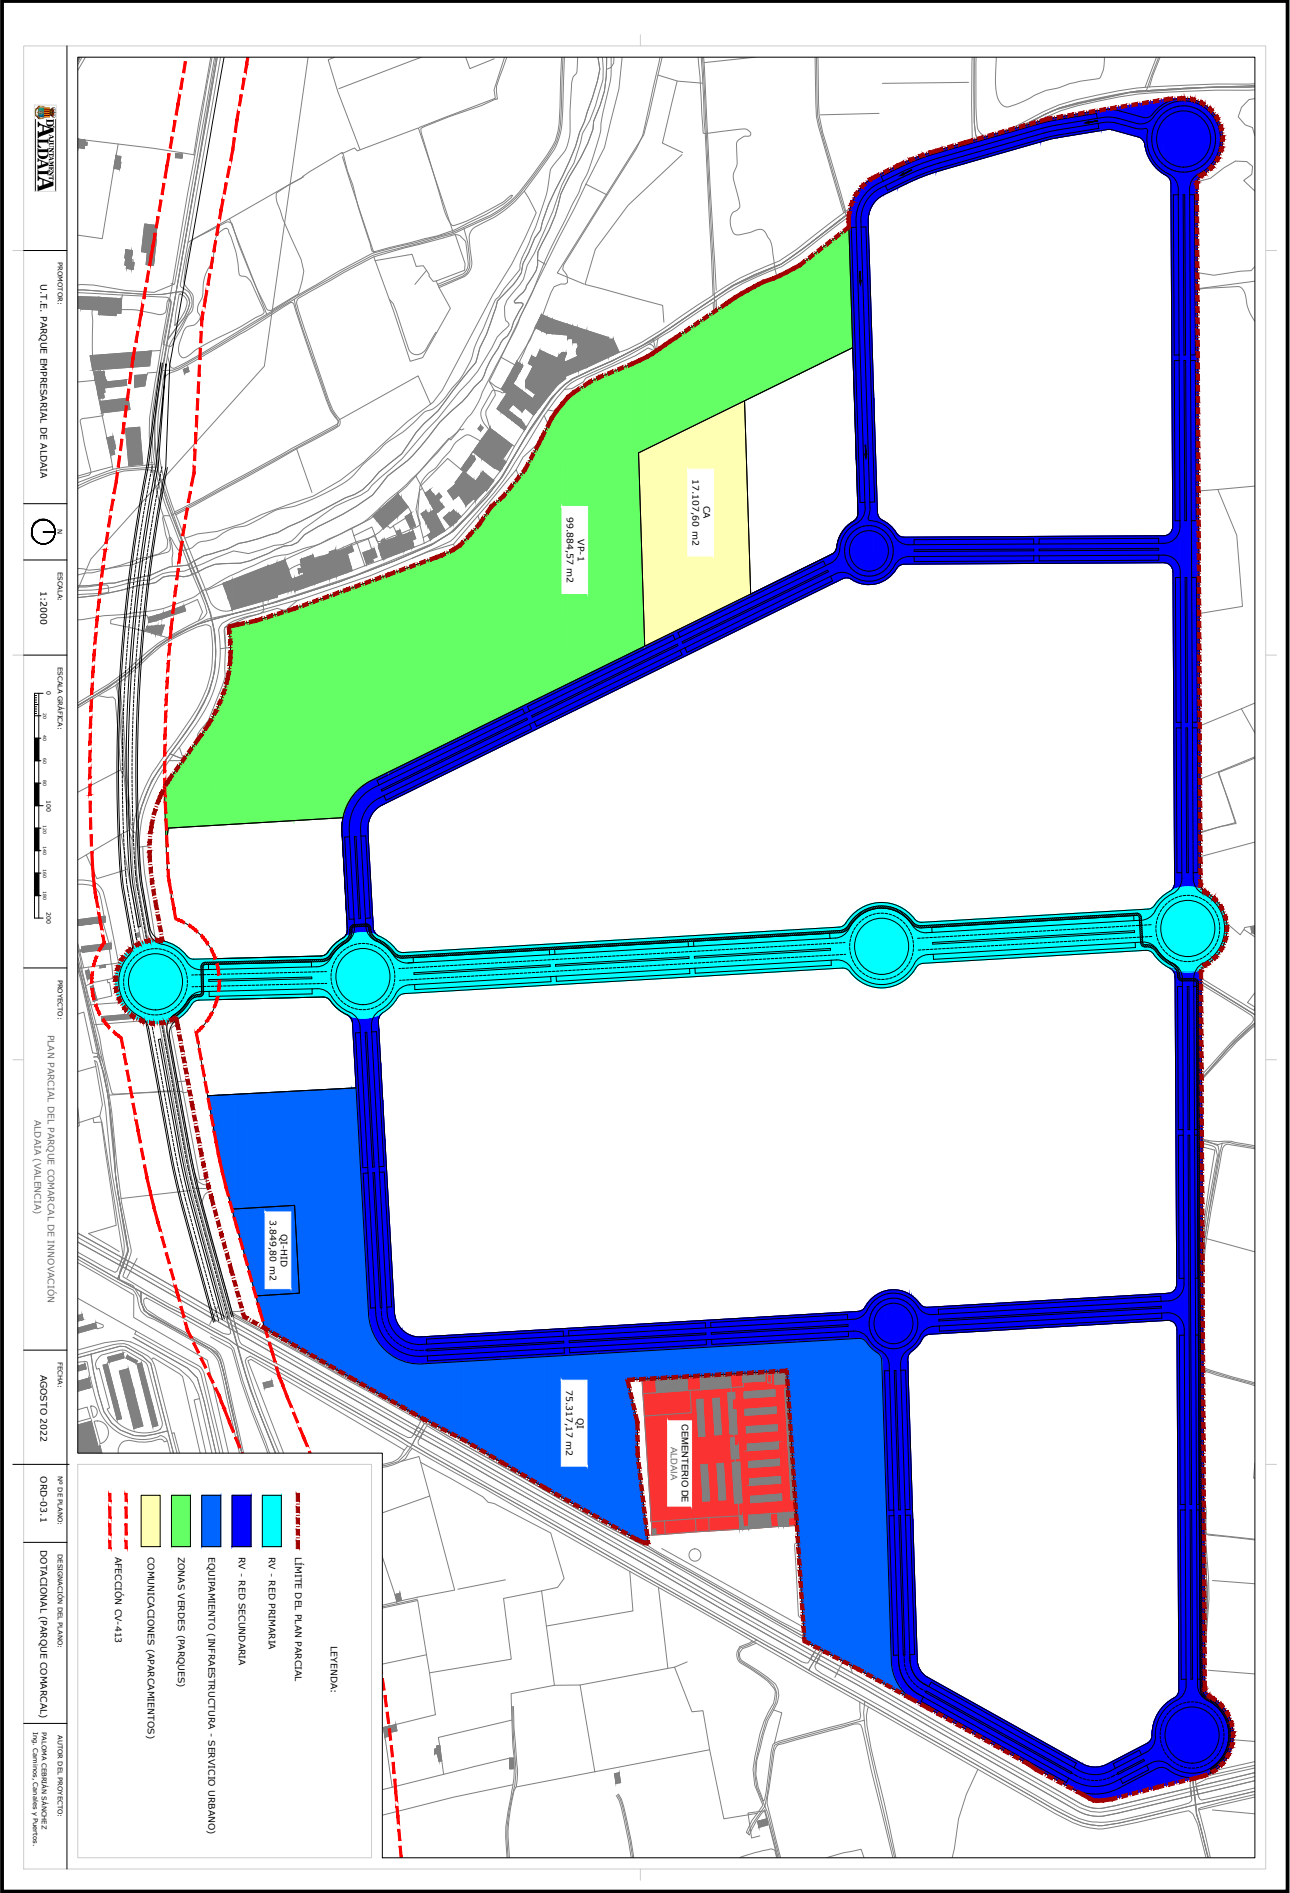 CA
17.107,60 m2
VP-1
99.884,57 m2
QI-HID
3.849,80 m2
QI
75.317,17 m2
CEMENTERIO DE
ALDAIA
LEYENDA:
LÍMITE DEL PLAN PARCIAL
RV - RED PRIMARIA
RV - RED SECUNDARIA
EQUIPAMIENTO (INFRAESTRUCTURA - SERVICIO URBANO)
ZONAS VERDES (PARQUES)
COMUNICACIONES (APARCAMIENTOS)
AFECCIÓN CV-413
AJUNTAMENT
D'ALDAIA
PROMOTOR:
U.T.E. PARQUE EMPRESARIAL DE ALDAIA
N
ESCALA:
1:2000
ESCALA GRÁFICA:
0 20 40 60 80 100 120 140 160 180 200
PROYECTO:
PLAN PARCIAL DEL PARQUE COMARCAL DE INNOVACIÓN
ALDAIA (VALENCIA)
FECHA:
AGOSTO 2022
Nº DE PLANO:
ORD-03.1
DESIGNACIÓN DEL PLANO:
DOTACIONAL (PARQUE COMARCAL)
AUTOR DEL PROYECTO:
PALOMA CEBRIÁN SÁNCHEZ
Ing. Caminos, Canales y Puertos.